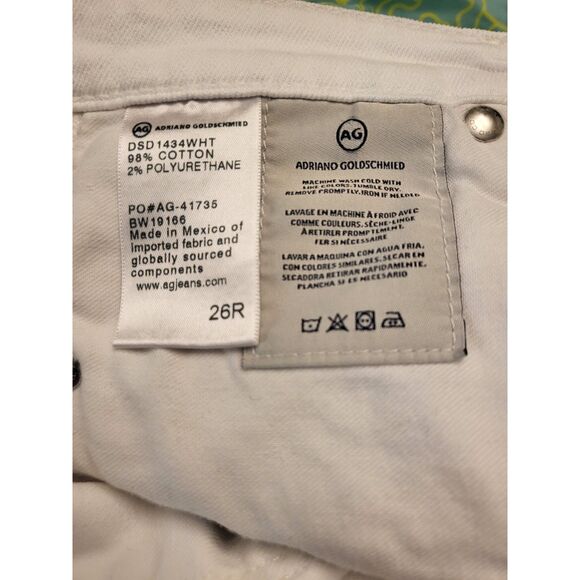 AG ADRIANO GOLDSCHMIED
DSD1434WHT
98% COTTON
2% POLYURETHANE
PO#AG-41735
BW19166
Made in Mexico of
imported fabric and
globally sourced
components
www.agjeans.com
26R
AG
ADRIANO GOLDSCHMIED
MACHINE WASH COLD WITH
LIKE COLORS. TUMBLE DRY.
REMOVE PROMPTLY. IRON IF NEEDED.
LAVAGE EN MACHINE À FROID AVEC
COMME COULEURS. SÈCHE-LINGE
À RETIRER PROMPTEMENT.
FER SI NÉCESSAIRE
LAVAR A MAQUINA CON AGUA FRIA.
CON COLORES SIMILARES. SECAR EN
SECADORA RETIRAR RAPIDAMENTE.
PLANCHA SI ES NECESARIO